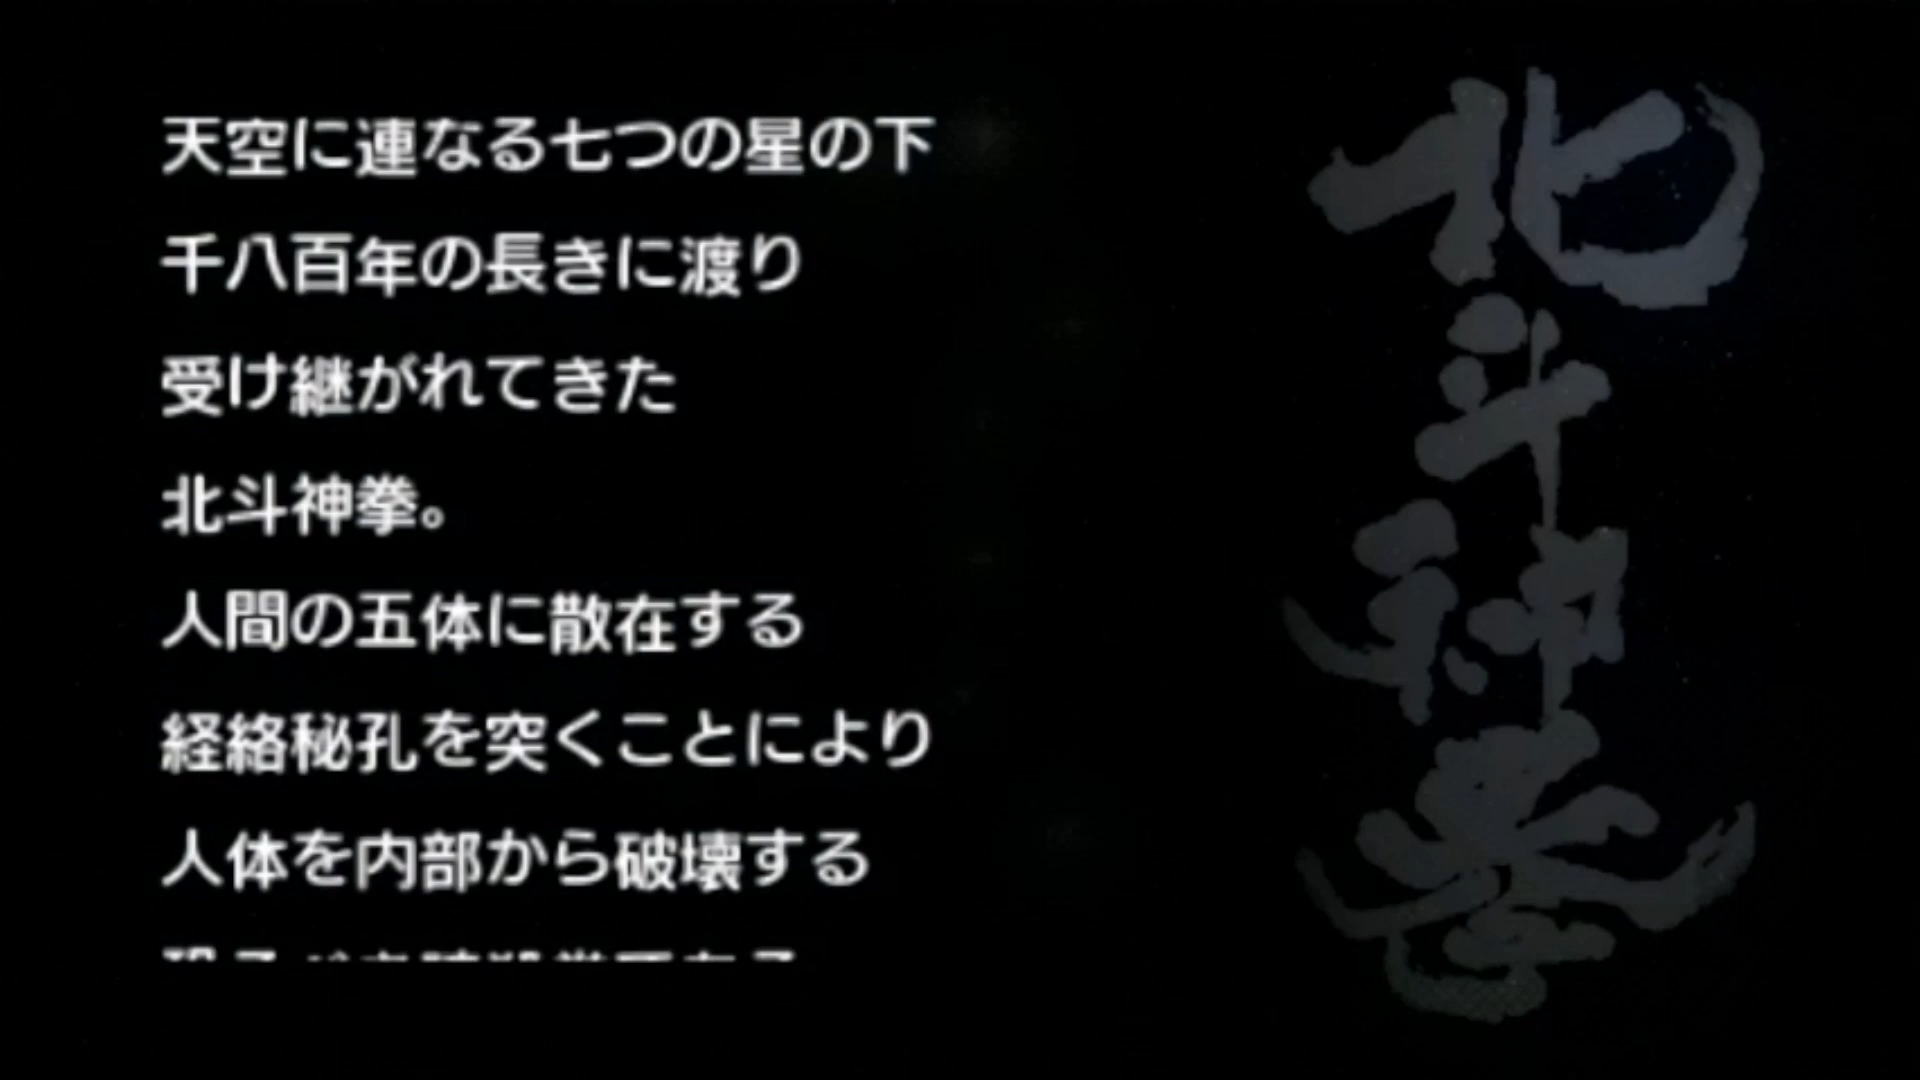 天空に連なる七つの星の下
千八百年の長きに渡り
受け継がれてきた
北斗神拳。
人間の五体に散在する
経絡秘孔を突くことにより
人体を内部から破壊する
北斗神拳